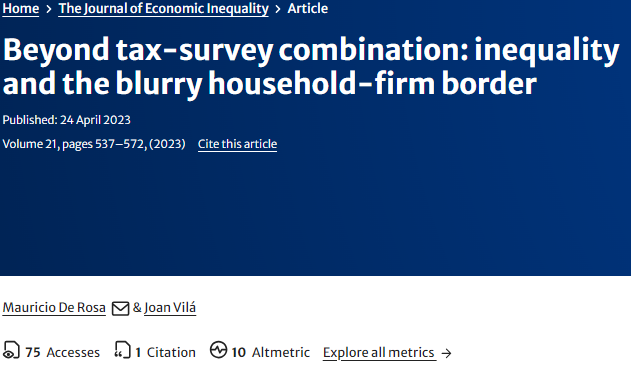 Home > The Journal of Economic Inequality > Article
Beyond tax-survey combination: inequality
and the blurry household-firm border
Published: 24 April 2023
Volume 21, pages 537–572, (2023) Cite this article
Mauricio De Rosa & Joan Vilá
75 Accesses 1 Citation 10 Altmetric Explore all metrics →